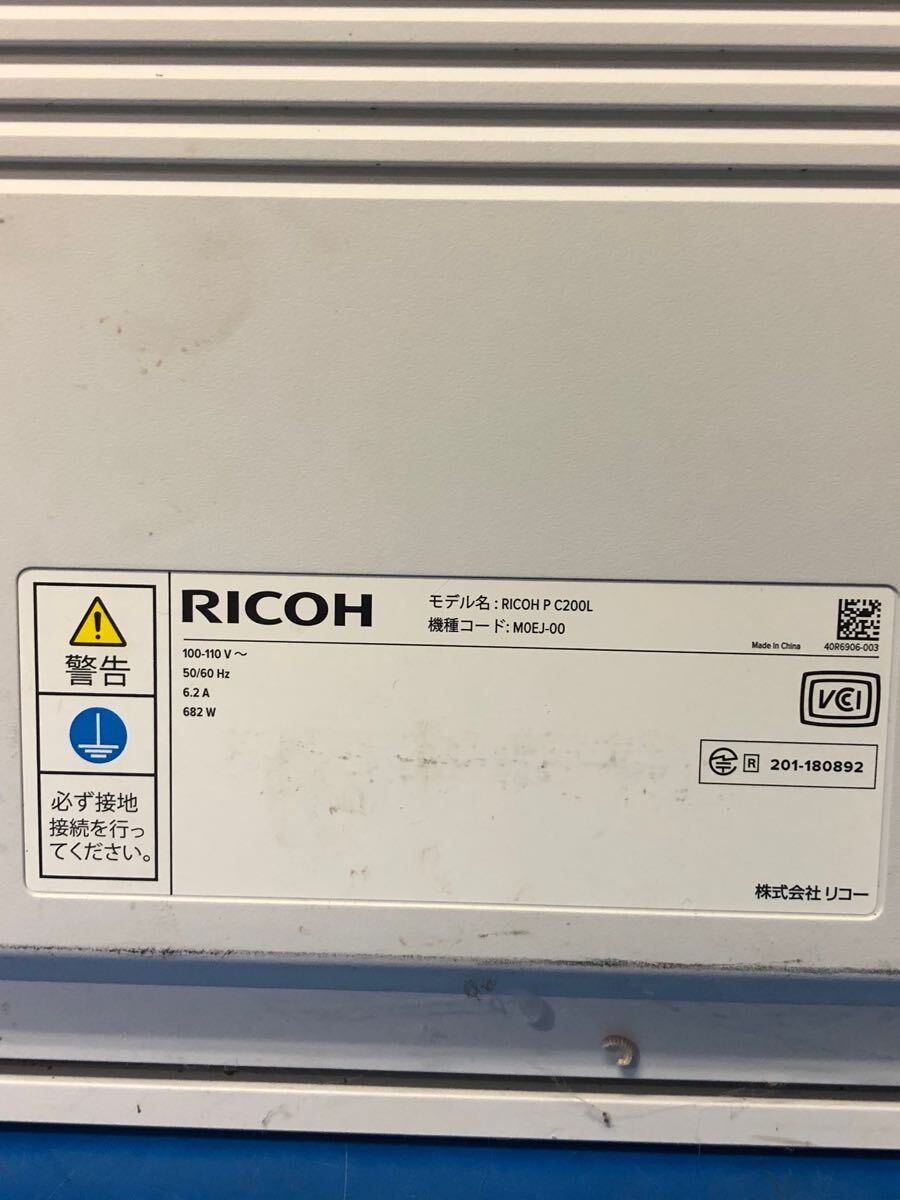 警告
必ず接地
接続を行っ
てください。
RICOH
モデル名 : RICOH P C200L
機種コード: M0EJ-00
100-110 V ～
50/60 Hz
6.2 A
682 W
Made in China
40R6906-003
VCCI
R 201-180892
株式会社 リコー